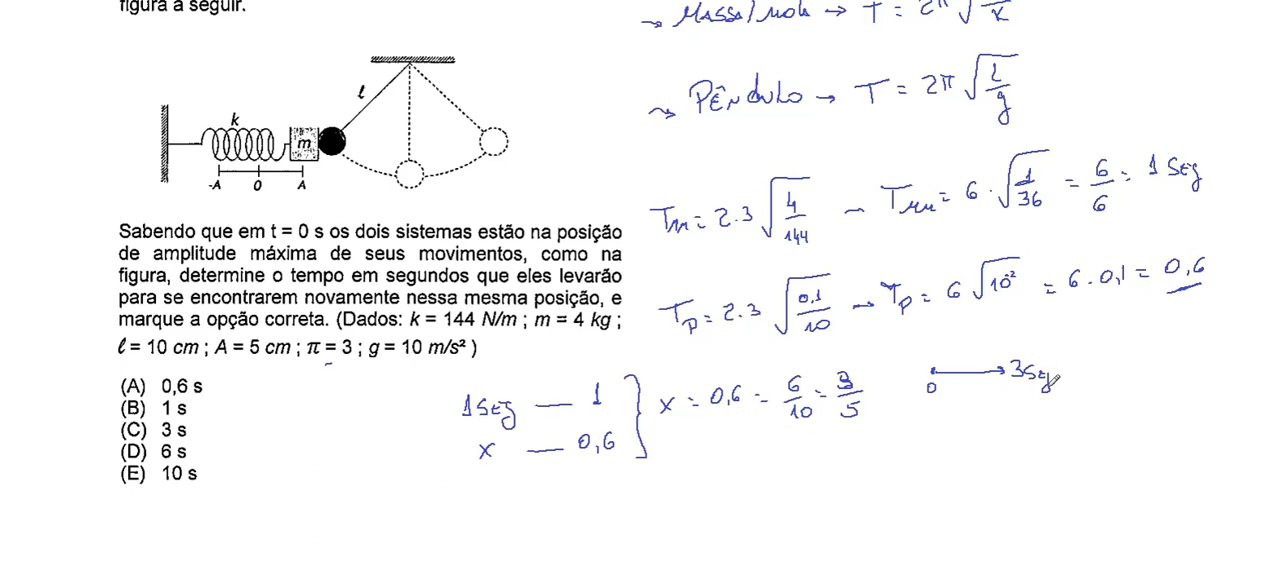 figura a seguir.
→ Massa/mola → T = 2π√ K
l
k
m
-A 0 A
→ Pêndulo → T = 2π √L/g
Tm = 2.3 √4/144 → Tm = 6 . √1/36 = 6/6 = 1 seg
Tp = 2.3 √0,1/10 → Tp = 6 √10⁻² = 6 . 0,1 = 0,6
Sabendo que em t = 0 s os dois sistemas estão na posição
de amplitude máxima de seus movimentos, como na
figura, determine o tempo em segundos que eles levarão
para se encontrarem novamente nessa mesma posição, e
marque a opção correta. (Dados: k = 144 N/m ; m = 4 kg ;
ℓ = 10 cm ; A = 5 cm ; π = 3 ; g = 10 m/s² )
(A) 0,6 s
(B) 1 s
(C) 3 s
(D) 6 s
(E) 10 s
1 seg — 1
x — 0,6
x = 0,6 = 6/10 = 3/5
0 → 3 seg